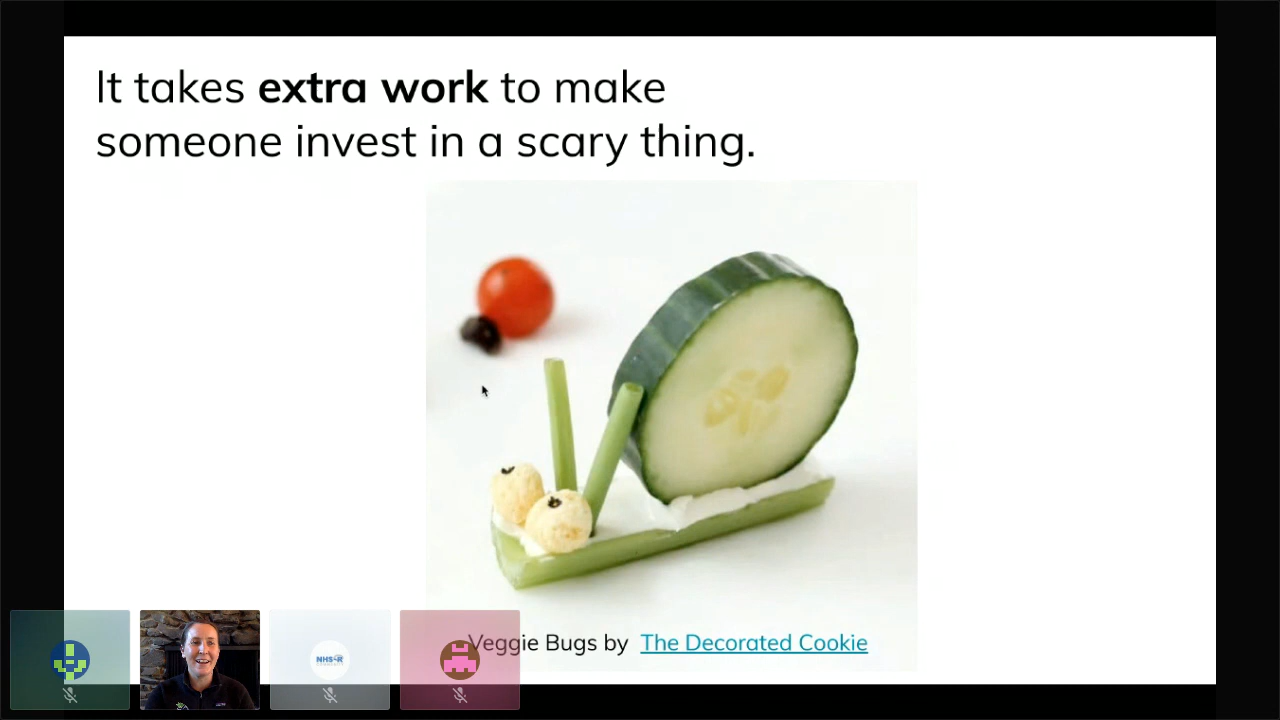 It takes extra work to make
someone invest in a scary thing.
Veggie Bugs by The Decorated Cookie
NHS-R